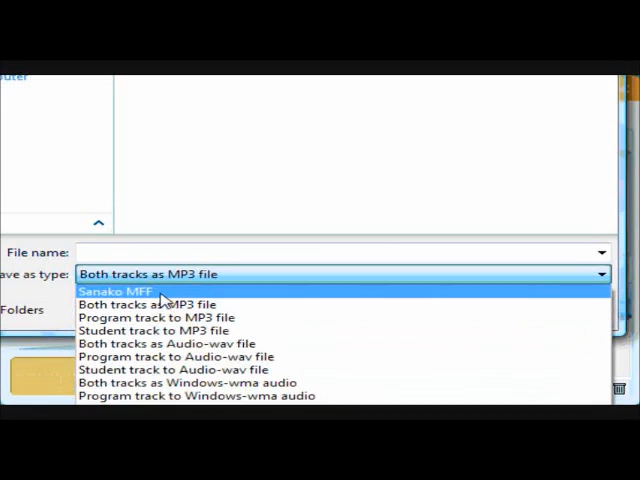 File name:
ave as type: Both tracks as MP3 file
Sanako MFF
Both tracks as MP3 file
Program track to MP3 file
Folders
Student track to MP3 file
Both tracks as Audio-wav file
Program track to Audio-wav file
Student track to Audio-wav file
Both tracks as Windows-wma audio
Program track to Windows-wma audio